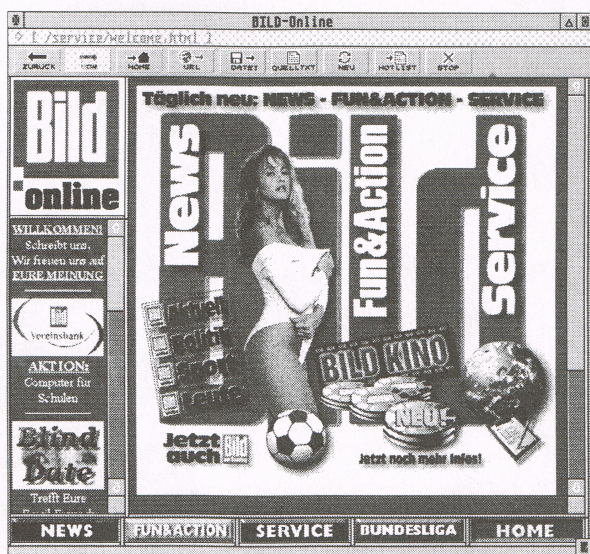 BILD-Online
[ /service/welcome.html ]
ZURÜCK
HOME
URL
DATEI
QUELLTXT
NEU
HOTLIST
STOP
Bild
online
WILLKOMMEN!
Schreibt uns.
Wir freuen uns auf
EURE MEINUNG
Vereinsbank
AKTION:
Computer für
Schulen
Blind
Date
Trefft Eure
Täglich neu: NEWS - FUN&ACTION - SERVICE
News
Fun&Action
Service
Aktuell
Politik
Sport
Leute
BILD KINO
NEU!
Jetzt
auch Bild
Jetzt noch mehr Infos!
NEWS
FUN&ACTION
SERVICE
BUNDESLIGA
HOME